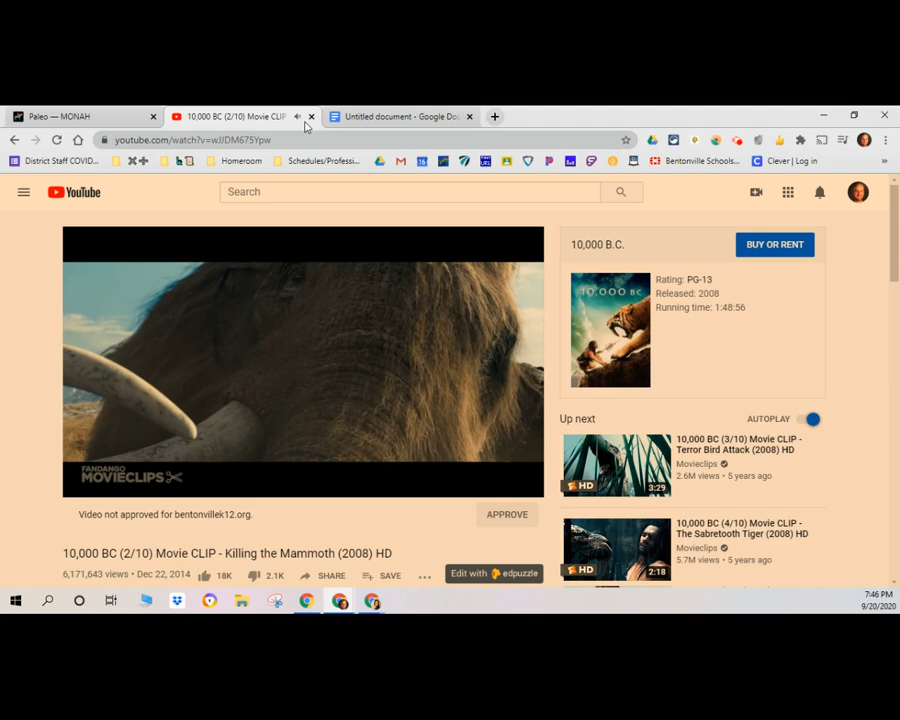 Paleo — MONAH
10,000 BC (2/10) Movie CLIP
Untitled document - Google Doc
youtube.com/watch?v=wJJDM675Ypw
District Staff COVID...
Homeroom
Schedules/Professi...
Bentonville Schools...
Clever | Log in
YouTube
Search
10,000 B.C.
BUY OR RENT
10,000 BC
Rating: PG-13
Released: 2008
Running time: 1:48:56
Up next
AUTOPLAY
10,000 BC (3/10) Movie CLIP -
Terror Bird Attack (2008) HD
Movieclips
2.6M views • 5 years ago
HD
3:29
10,000 BC (4/10) Movie CLIP -
The Sabretooth Tiger (2008) HD
Movieclips
5.7M views • 5 years ago
HD
2:18
FANDANGO
MOVIECLIPS
Video not approved for bentonvillek12.org.
APPROVE
10,000 BC (2/10) Movie CLIP - Killing the Mammoth (2008) HD
6,171,643 views • Dec 22, 2014
18K
2.1K
SHARE
SAVE
Edit with edpuzzle
7:46 PM
9/20/2020